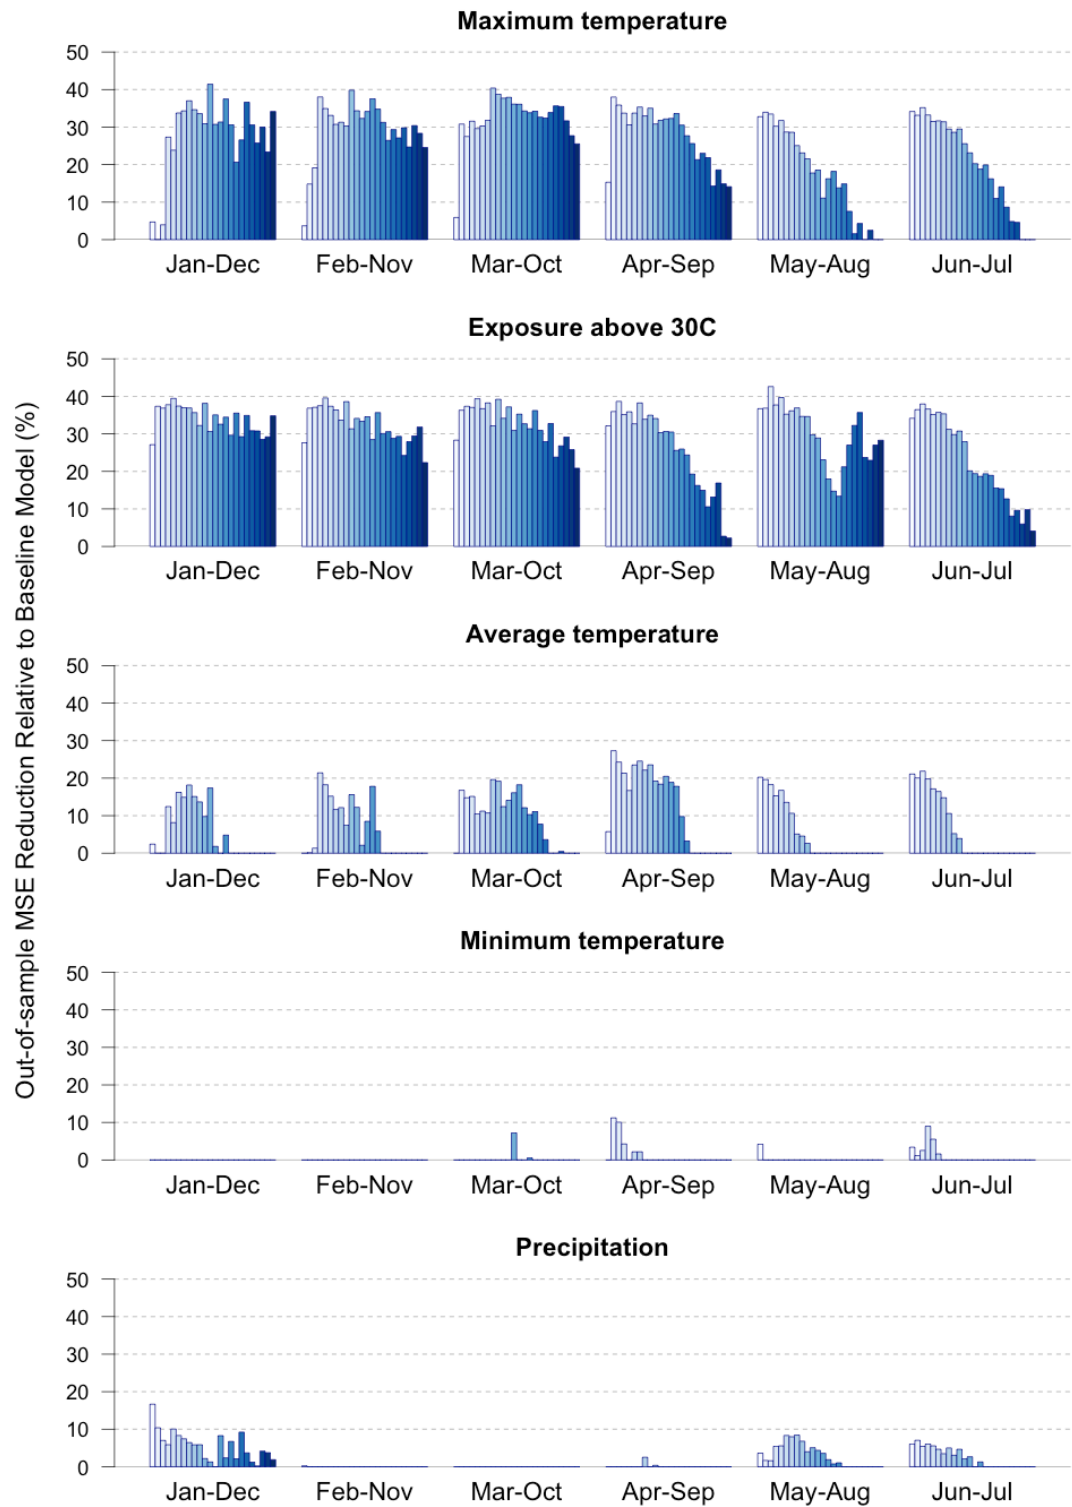 Maximum temperature
50
40
30
20
10
0
Jan-Dec Feb-Nov Mar-Oct Apr-Sep May-Aug Jun-Jul
Exposure above 30C
50
40
30
20
10
0
Jan-Dec Feb-Nov Mar-Oct Apr-Sep May-Aug Jun-Jul
Out-of-sample MSE Reduction Relative to Baseline Model (%)
Average temperature
50
40
30
20
10
0
Jan-Dec Feb-Nov Mar-Oct Apr-Sep May-Aug Jun-Jul
Minimum temperature
50
40
30
20
10
0
Jan-Dec Feb-Nov Mar-Oct Apr-Sep May-Aug Jun-Jul
Precipitation
50
40
30
20
10
0
Jan-Dec Feb-Nov Mar-Oct Apr-Sep May-Aug Jun-Jul